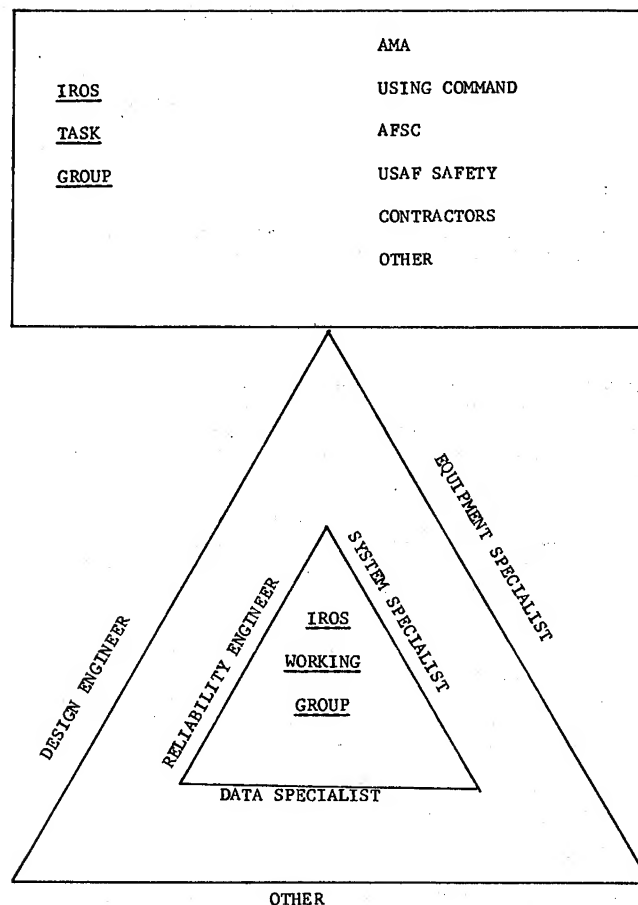 IROS
TASK
GROUP
AMA
USING COMMAND
AFSC
USAF SAFETY
CONTRACTORS
OTHER
DESIGN ENGINEER
EQUIPMENT SPECIALIST
RELIABILITY ENGINEER
SYSTEM SPECIALIST
IROS
WORKING
GROUP
DATA SPECIALIST
OTHER